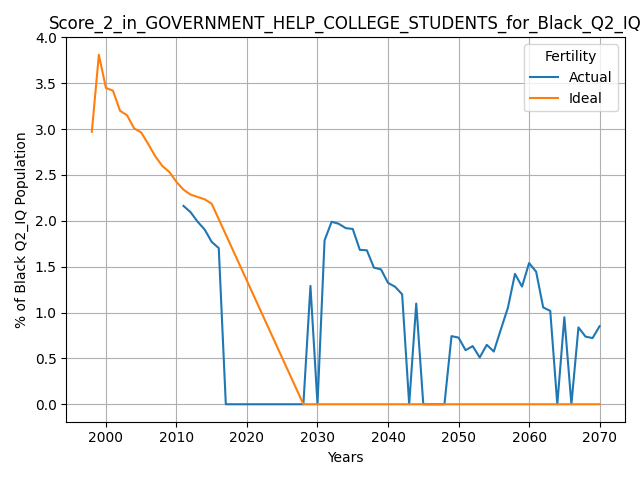 Score_2_in_GOVERNMENT_HELP_COLLEGE_STUDENTS_for_Black_Q2_IQ
Fertility
Actual
Ideal
% of Black Q2_IQ Population
4.0
3.5
3.0
2.5
2.0
1.5
1.0
0.5
0.0
2000 2010 2020 2030 2040 2050 2060 2070
Years